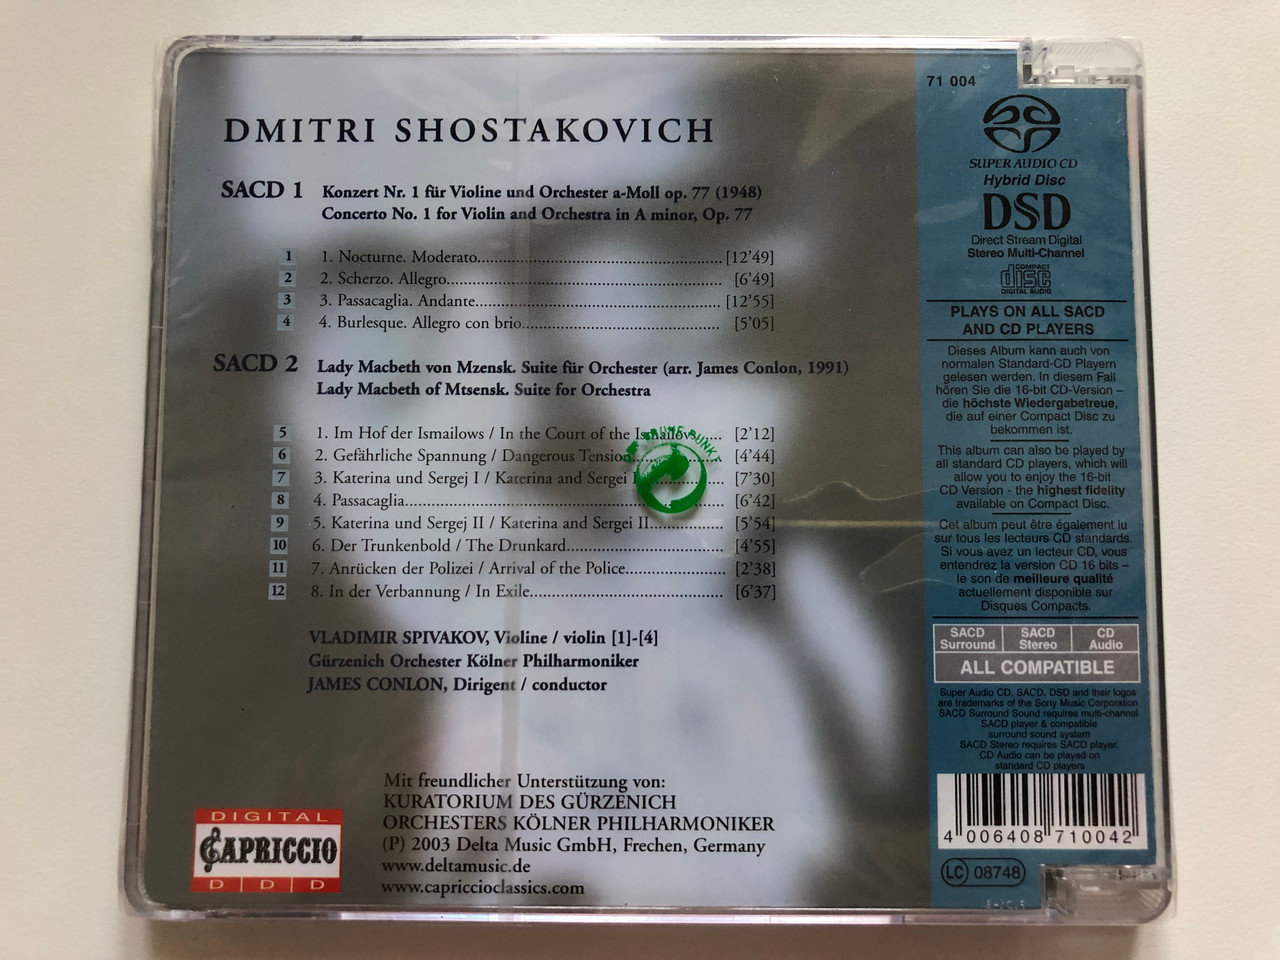 DMITRI SHOSTAKOVICH
SACD 1 Konzert Nr. 1 für Violine und Orchester a-Moll op. 77 (1948)
Concerto No. 1 for Violin and Orchestra in A minor, Op. 77
1 1. Nocturne. Moderato [12'49]
2 2. Scherzo. Allegro [6'49]
3 3. Passacaglia. Andante [12'55]
4 4. Burlesque. Allegro con brio [5'05]
SACD 2 Lady Macbeth von Mzensk. Suite für Orchester (arr. James Conlon, 1991)
Lady Macbeth of Mtsensk. Suite for Orchestra
5 1. Im Hof der Ismailows / In the Court of the Ismailovs [2'12]
6 2. Gefährliche Spannung / Dangerous Tension [4'44]
7 3. Katerina und Sergej I / Katerina and Sergei I [7'30]
8 4. Passacaglia [6'42]
9 5. Katerina und Sergej II / Katerina and Sergei II [5'54]
10 6. Der Trunkenbold / The Drunkard [4'55]
11 7. Anrücken der Polizei / Arrival of the Police [2'38]
12 8. In der Verbannung / In Exile [6'37]
DER GRÜNE PUNKT
VLADIMIR SPIVAKOV, Violine / violin [1]-[4]
Gürzenich Orchester Kölner Philharmoniker
JAMES CONLON, Dirigent / conductor
Mit freundlicher Unterstützung von:
KURATORIUM DES GÜRZENICH
ORCHESTERS KÖLNER PHILHARMONIKER
(P) 2003 Delta Music GmbH, Frechen, Germany
www.deltamusic.de
www.capriccioclassics.com
DIGITAL
CAPRICCIO
D D D
71 004
SUPER AUDIO CD
Hybrid Disc
DSD
Direct Stream Digital
Stereo Multi-Channel
COMPACT
disc
DIGITAL AUDIO
PLAYS ON ALL SACD
AND CD PLAYERS
Dieses Album kann auch von
normalen Standard-CD Playern
gelesen werden. In diesem Fall
hören Sie die 16-bit CD-Version –
die höchste Wiedergabetreue,
die auf einer Compact Disc zu
bekommen ist.
This album can also be played by
all standard CD players, which will
allow you to enjoy the 16-bit
CD Version - the highest fidelity
available on Compact Disc.
Cet album peut être également lu
sur tous les lecteurs CD standards.
Si vous avez un lecteur CD, vous
entendrez la version CD 16 bits –
le son de meilleure qualité
actuellement disponible sur
Disques Compacts.
SACD Surround SACD Stereo CD Audio
ALL COMPATIBLE
Super Audio CD, SACD, DSD and their logos
are trademarks of the Sony Music Corporation
SACD Surround Sound requires multi-channel
SACD player & compatible
surround sound system
SACD Stereo requires SACD player.
CD Audio can be played on
standard CD players
4 006408 710042
LC 08748